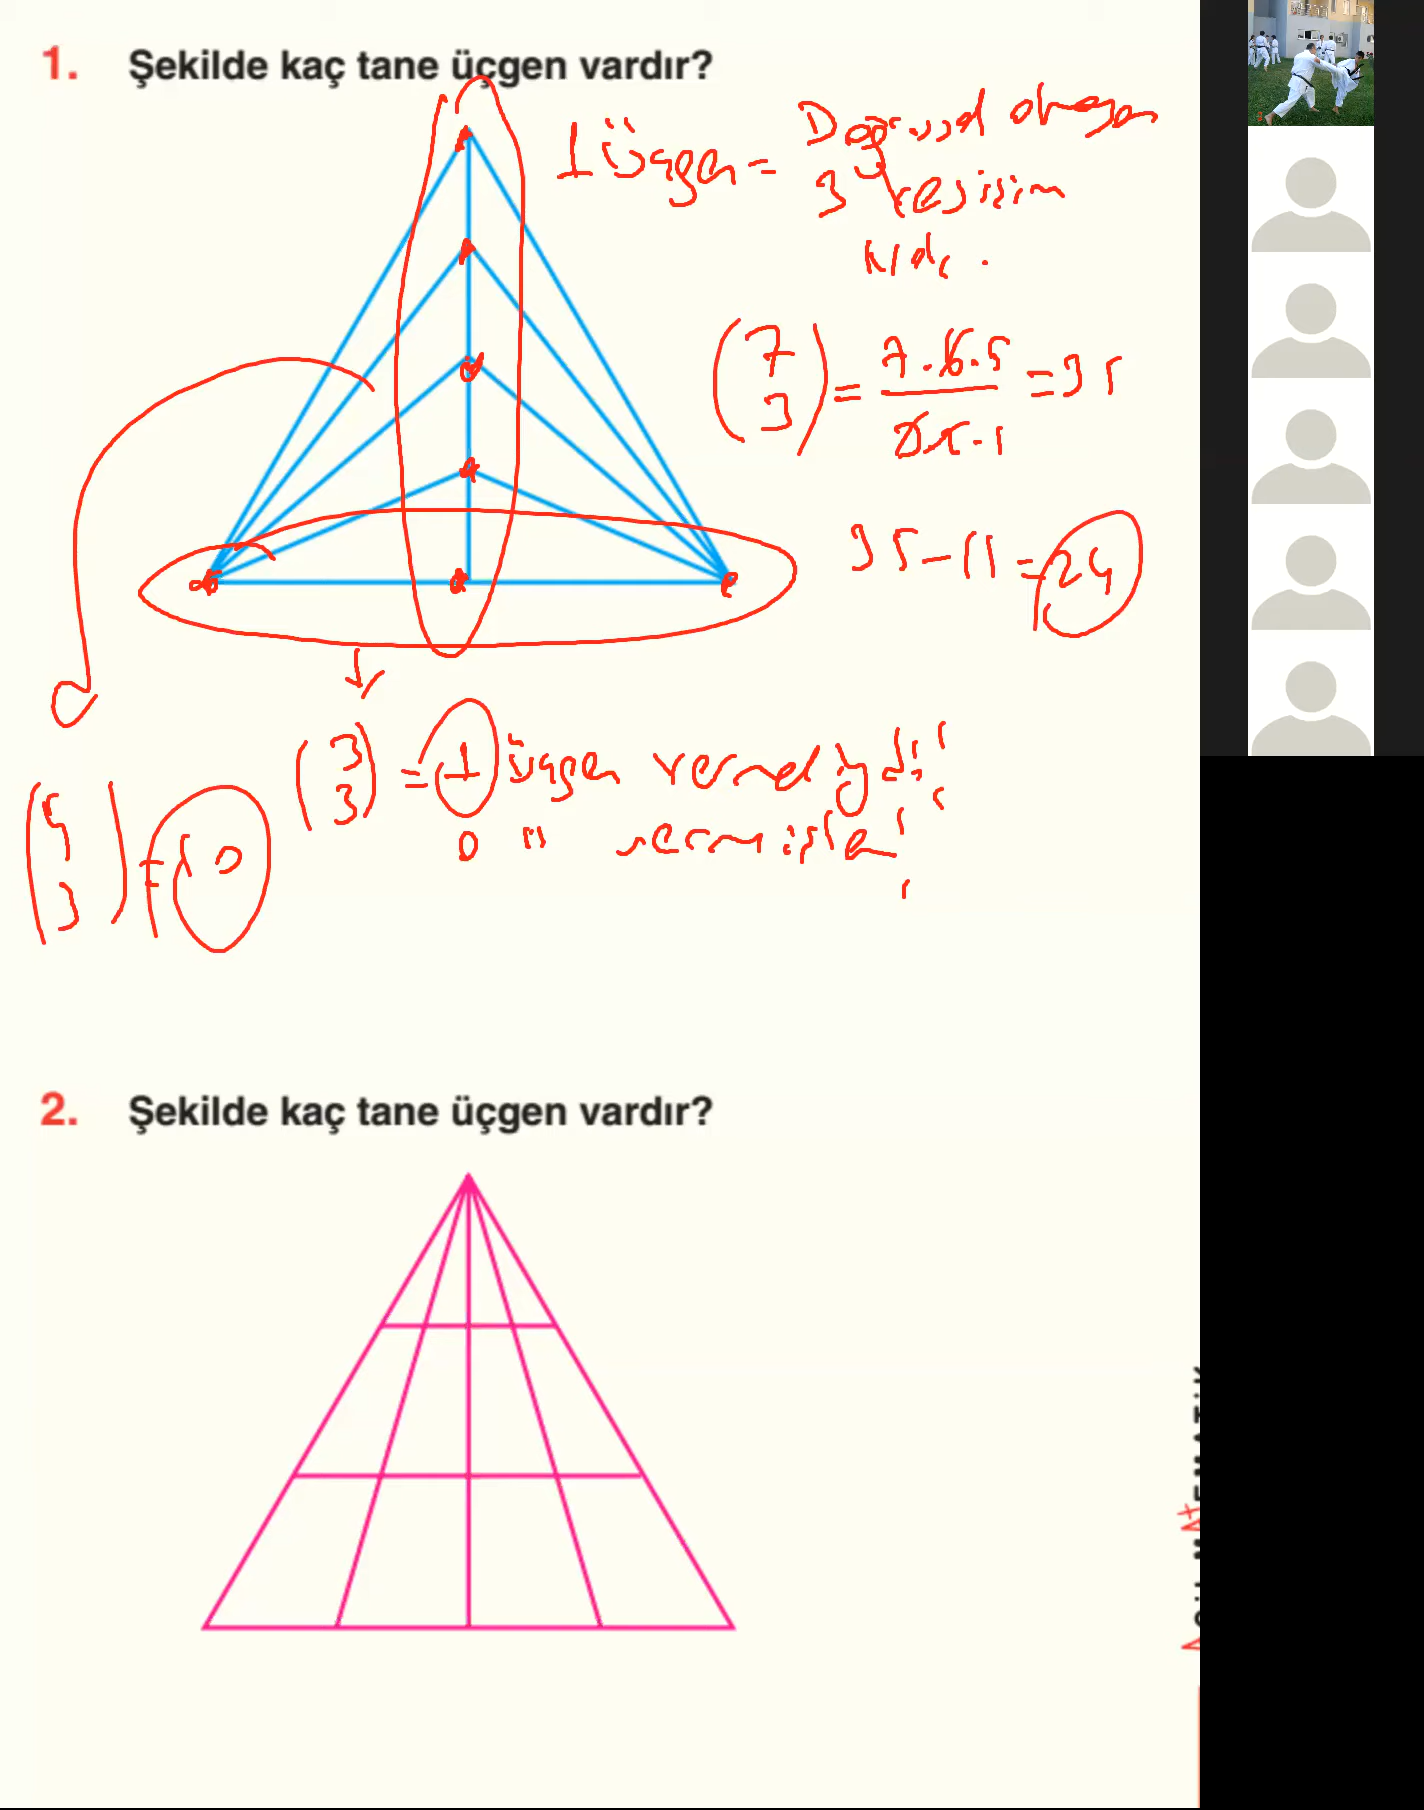 1. Şekilde kaç tane üçgen vardır?
1 üçgen = Doğrusal olmayan
3 kesişim
nokt.
(7 3) = 7.6.5 / 3.2.1 = 35
35 - 11 = 24
(3 3) = 1 üçgen vermeliydi!
0 " vermişler!
(5 3) = 10
2. Şekilde kaç tane üçgen vardır?